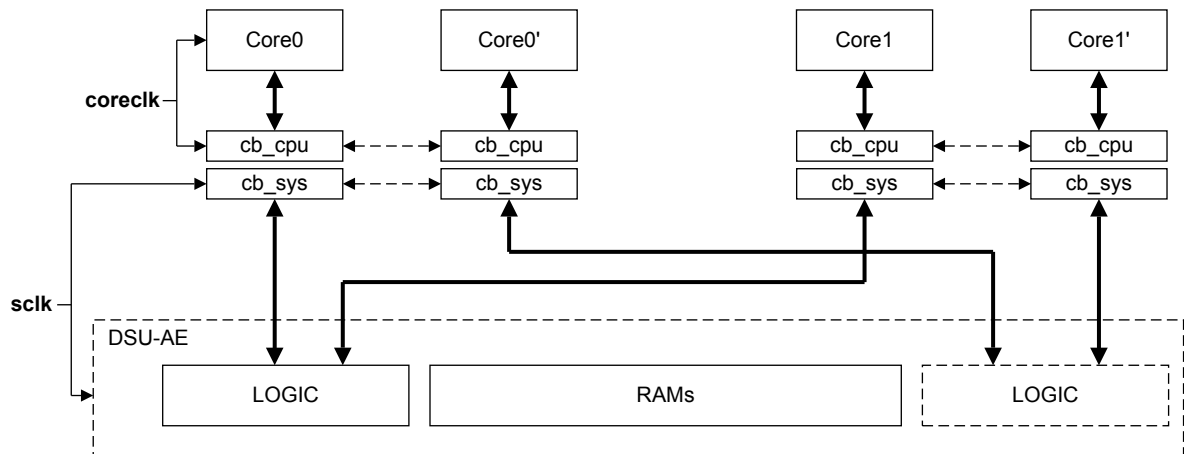 Core0 Core0' Core1 Core1'
coreclk
cb_cpu cb_cpu cb_cpu cb_cpu
cb_sys cb_sys cb_sys cb_sys
sclk
DSU-AE
LOGIC RAMs LOGIC